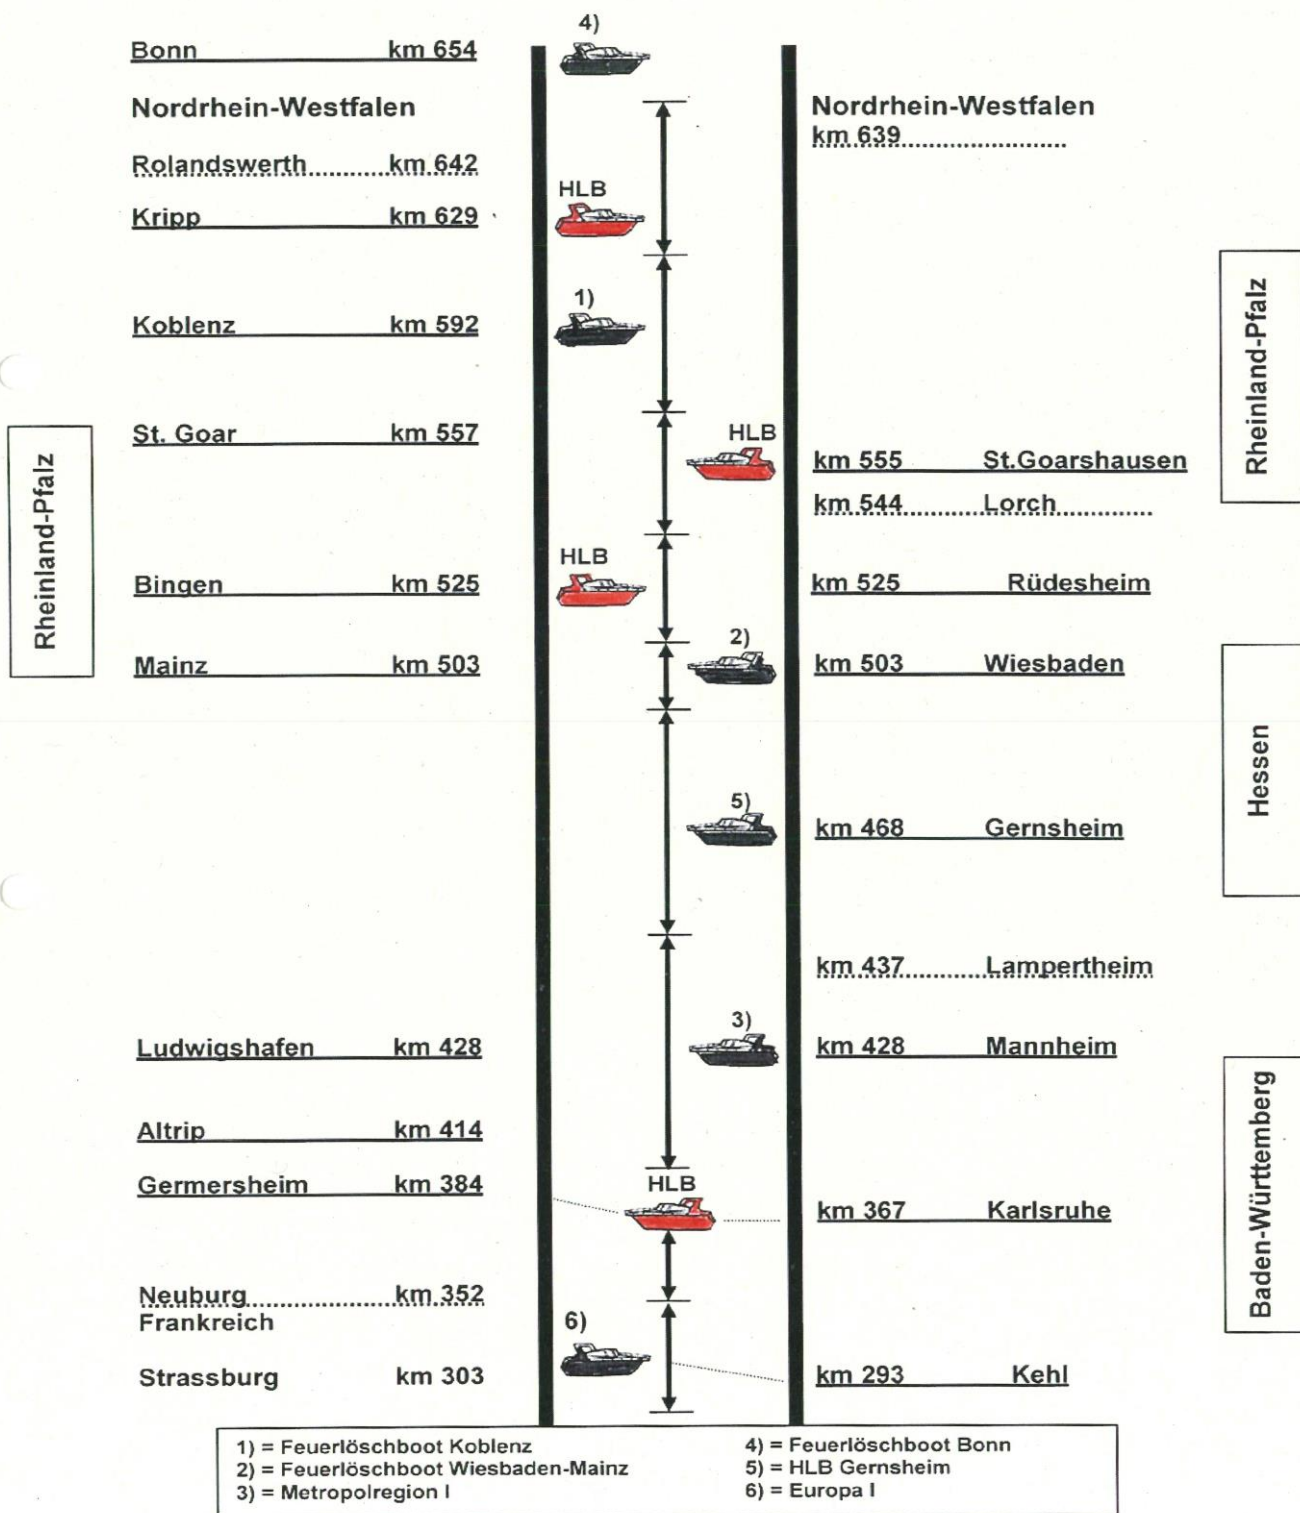 4)
Bonn km 654
Nordrhein-Westfalen
Nordrhein-Westfalen
km 639
Rolandswerth km 642
HLB
Kripp km 629
1)
Koblenz km 592
Rheinland-Pfalz
St. Goar km 557
HLB
km 555 St.Goarshausen
km 544 Lorch
Rheinland-Pfalz
HLB
Bingen km 525
km 525 Rüdesheim
2)
Mainz km 503
km 503 Wiesbaden
Hessen
5)
km 468 Gernsheim
km 437 Lampertheim
3)
Ludwigshafen km 428
km 428 Mannheim
Altrip km 414
Germersheim km 384
HLB
km 367 Karlsruhe
Baden-Württemberg
Neuburg km 352
Frankreich
6)
Strassburg km 303
km 293 Kehl
1) = Feuerlöschboot Koblenz
2) = Feuerlöschboot Wiesbaden-Mainz
3) = Metropolregion I
4) = Feuerlöschboot Bonn
5) = HLB Gernsheim
6) = Europa I